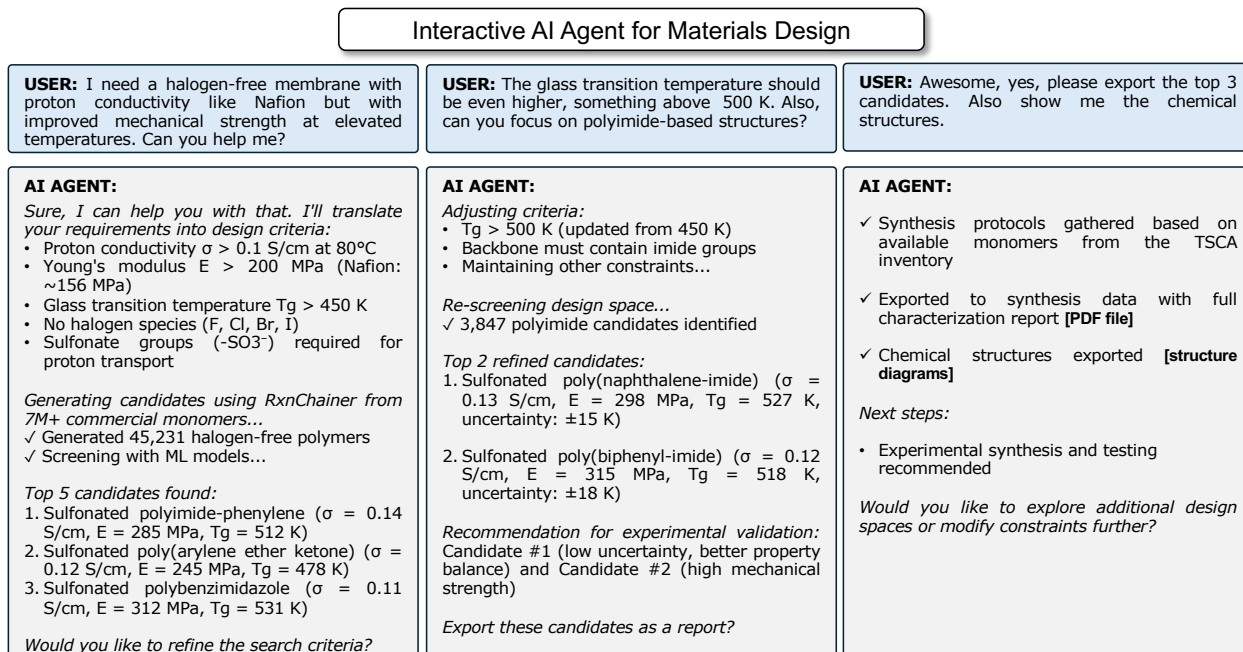 Interactive AI Agent for Materials Design
USER: I need a halogen-free membrane with
proton conductivity like Nafion but with
improved mechanical strength at elevated
temperatures. Can you help me?
AI AGENT:
Sure, I can help you with that. I'll translate
your requirements into design criteria:
• Proton conductivity σ > 0.1 S/cm at 80°C
• Young's modulus E > 200 MPa (Nafion:
~156 MPa)
• Glass transition temperature Tg > 450 K
• No halogen species (F, Cl, Br, I)
• Sulfonate groups (-SO3⁻) required for
proton transport
Generating candidates using RxnChainer from
7M+ commercial monomers...
✓ Generated 45,231 halogen-free polymers
✓ Screening with ML models...
Top 5 candidates found:
1. Sulfonated polyimide-phenylene (σ = 0.14
S/cm, E = 285 MPa, Tg = 512 K)
2. Sulfonated poly(arylene ether ketone) (σ =
0.12 S/cm, E = 245 MPa, Tg = 478 K)
3. Sulfonated polybenzimidazole (σ = 0.11
S/cm, E = 312 MPa, Tg = 531 K)
Would you like to refine the search criteria?
USER: The glass transition temperature should
be even higher, something above 500 K. Also,
can you focus on polyimide-based structures?
AI AGENT:
Adjusting criteria:
• Tg > 500 K (updated from 450 K)
• Backbone must contain imide groups
• Maintaining other constraints...
Re-screening design space...
✓ 3,847 polyimide candidates identified
Top 2 refined candidates:
1. Sulfonated poly(naphthalene-imide) (σ =
0.13 S/cm, E = 298 MPa, Tg = 527 K,
uncertainty: ±15 K)
2. Sulfonated poly(biphenyl-imide) (σ = 0.12
S/cm, E = 315 MPa, Tg = 518 K,
uncertainty: ±18 K)
Recommendation for experimental validation:
Candidate #1 (low uncertainty, better property
balance) and Candidate #2 (high mechanical
strength)
Export these candidates as a report?
USER: Awesome, yes, please export the top 3
candidates. Also show me the chemical
structures.
AI AGENT:
✓ Synthesis protocols gathered based on
available monomers from the TSCA
inventory
✓ Exported to synthesis data with full
characterization report [PDF file]
✓ Chemical structures exported [structure
diagrams]
Next steps:
• Experimental synthesis and testing
recommended
Would you like to explore additional design
spaces or modify constraints further?